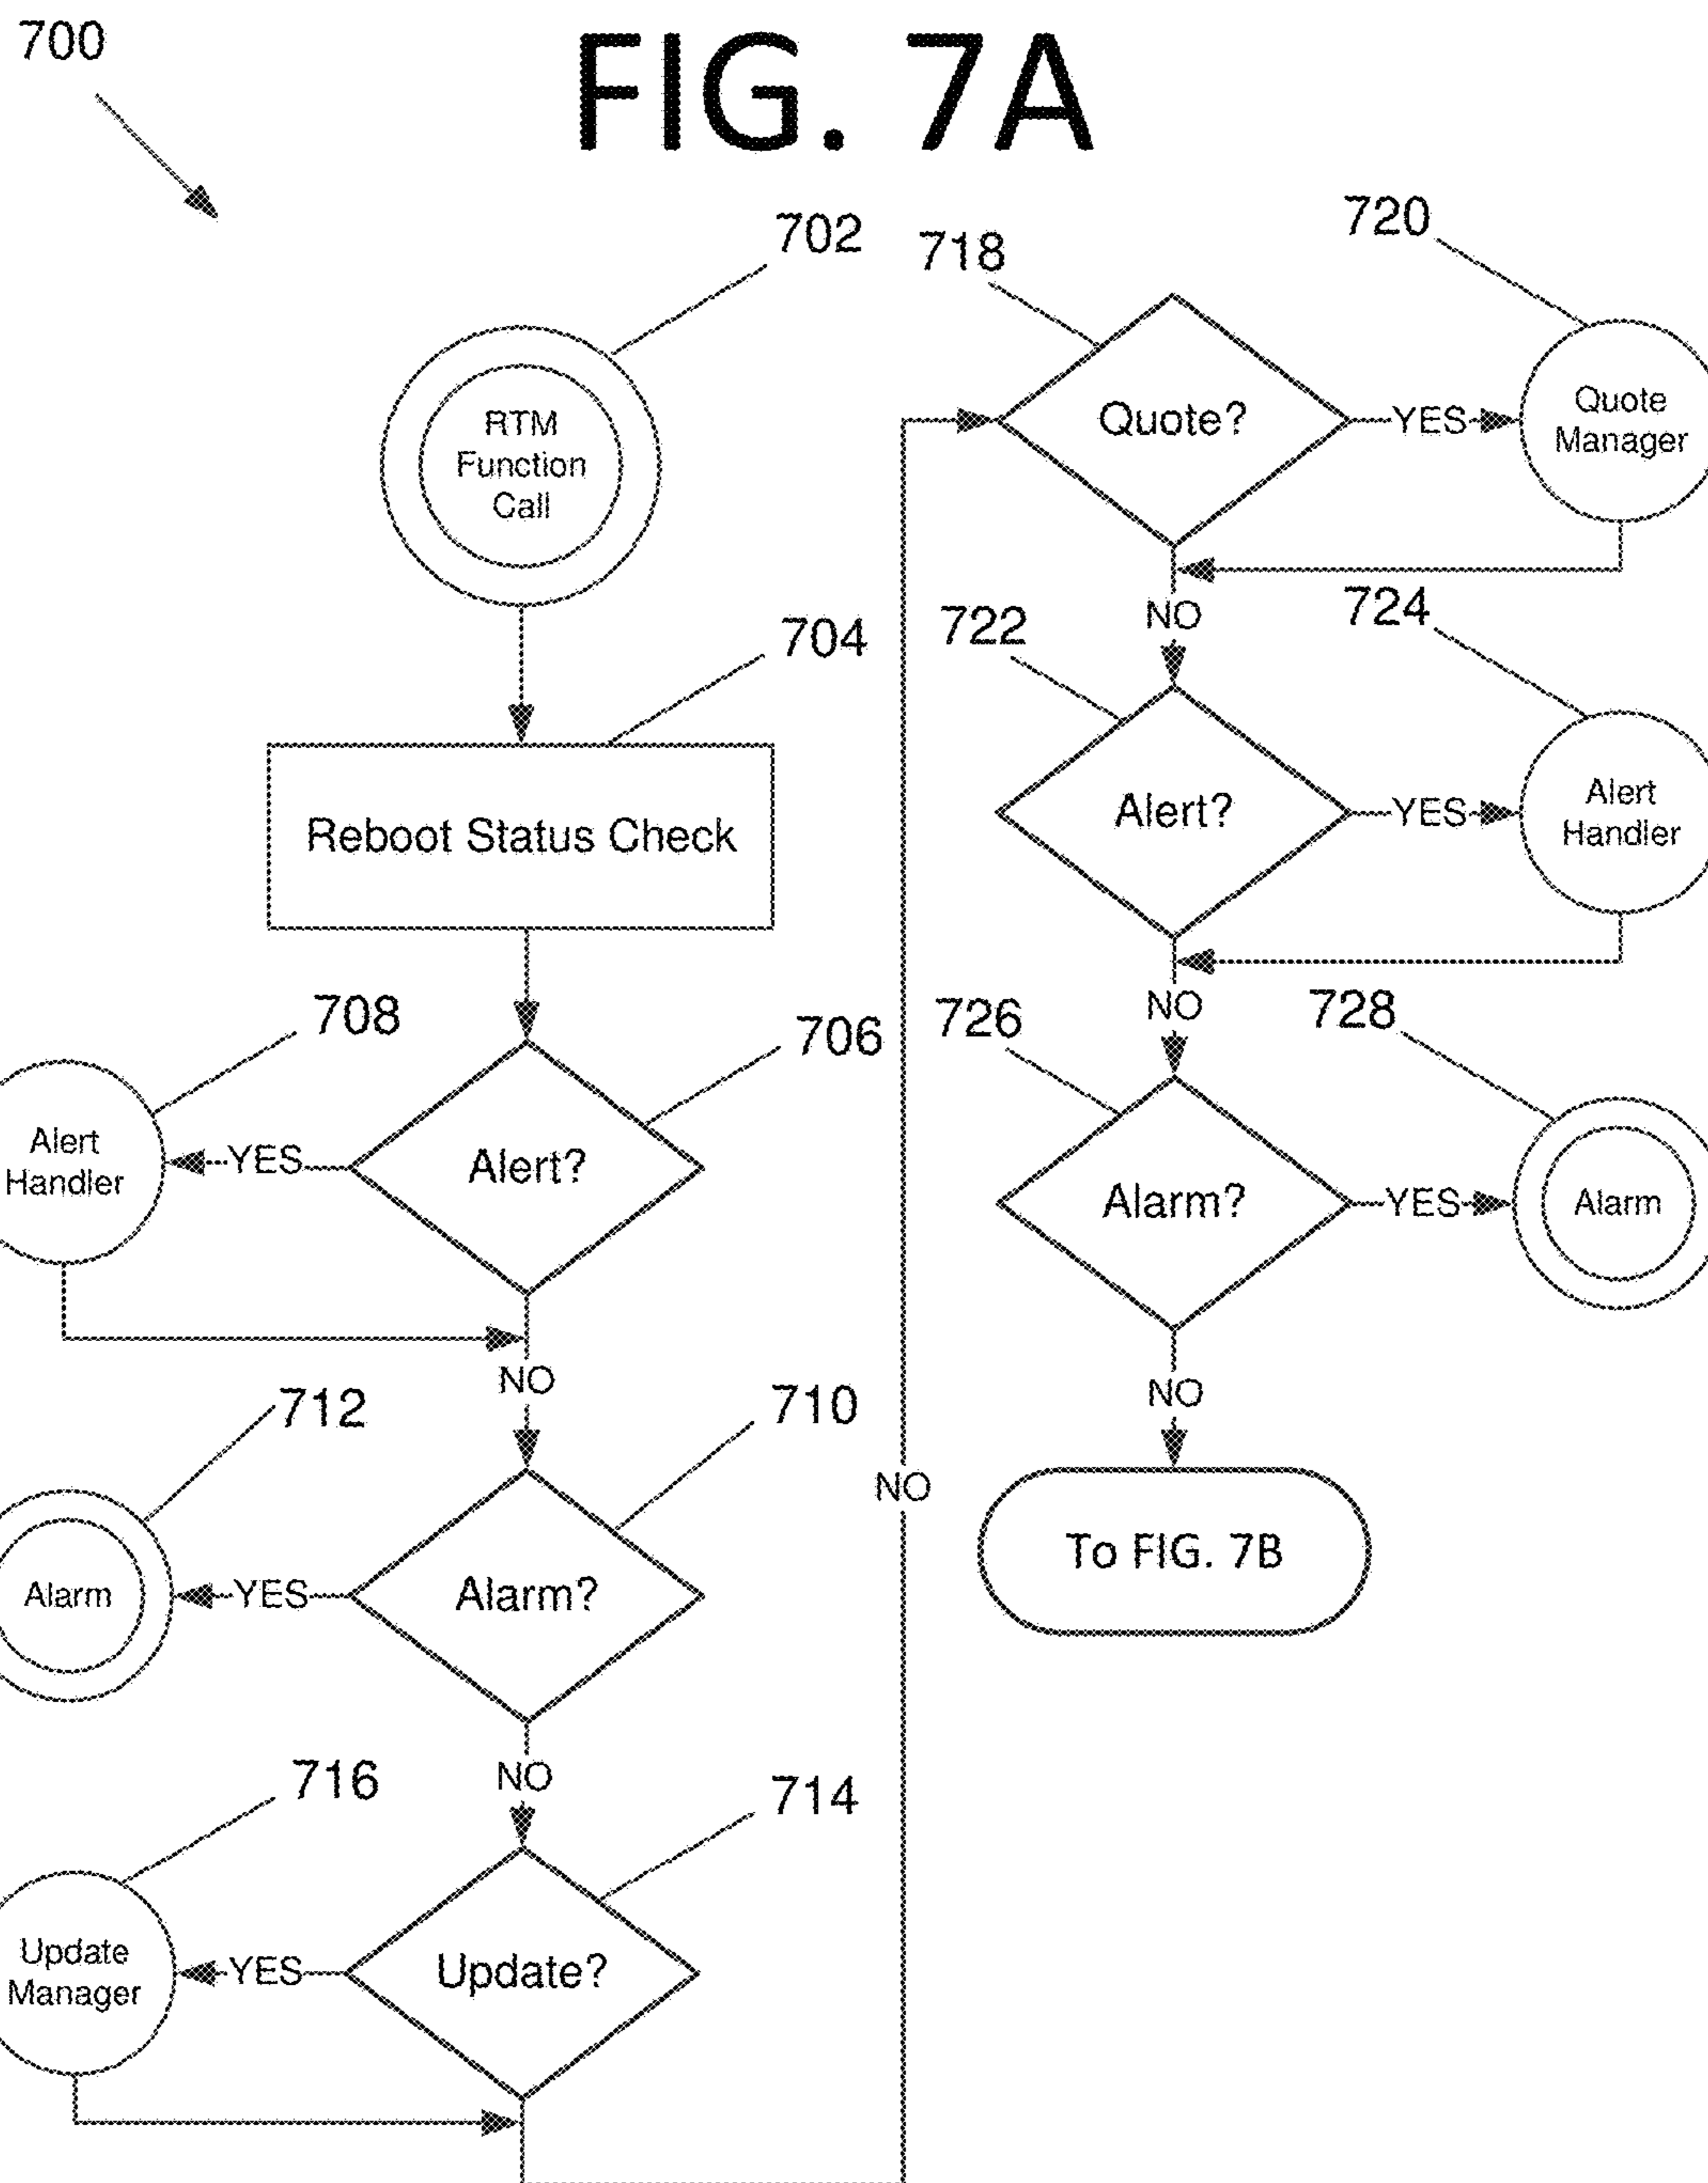 700
FIG. 7A
702
RTM
Function
Call
704
Reboot Status Check
708
706
Alert
Handler
YES
Alert?
NO
712
710
Alarm
YES
Alarm?
NO
716
714
Update
Manager
YES
Update?
NO
718
720
Quote?
YES
Quote
Manager
NO
722
724
Alert?
YES
Alert
Handler
NO
726
728
Alarm?
YES
Alarm
NO
To FIG. 7B